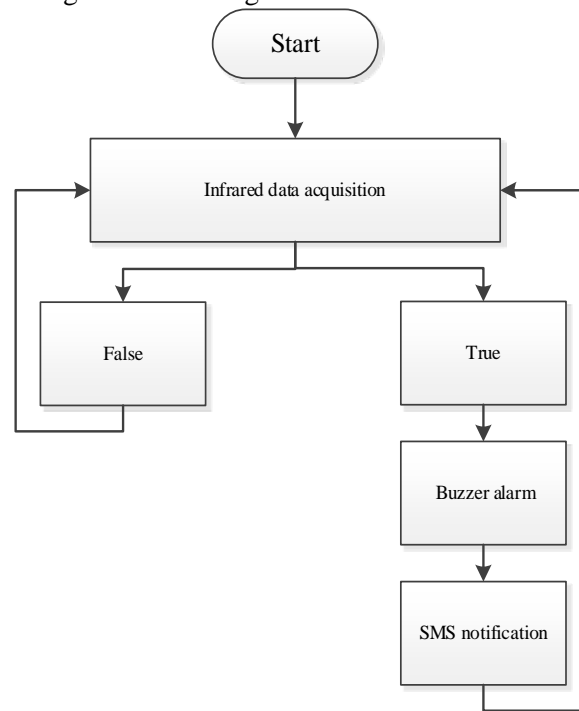 Start
Infrared data acquisition
False
True
Buzzer alarm
SMS notification